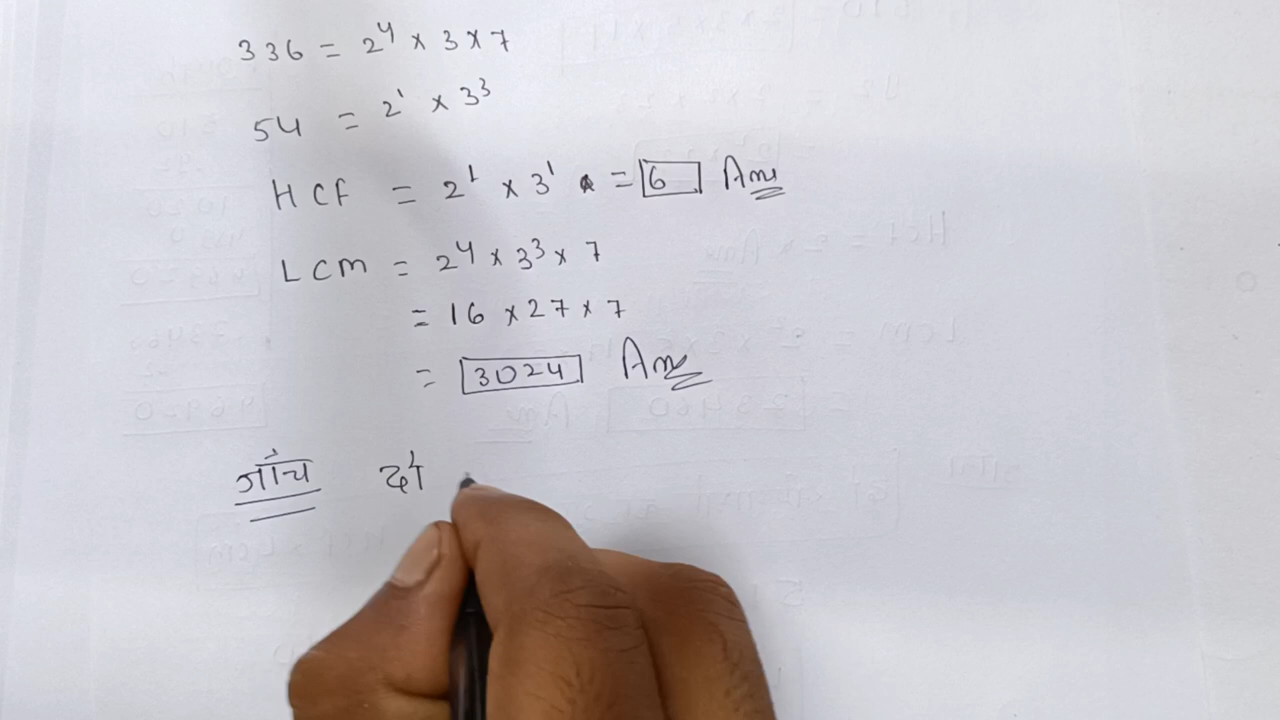 336 = 2⁴ × 3 × 7
54 = 2¹ × 3³
HCF = 2¹ × 3¹ = 6 Ans
LCM = 2⁴ × 3³ × 7
= 16 × 27 × 7
= 3024 Ans
जाँच दो